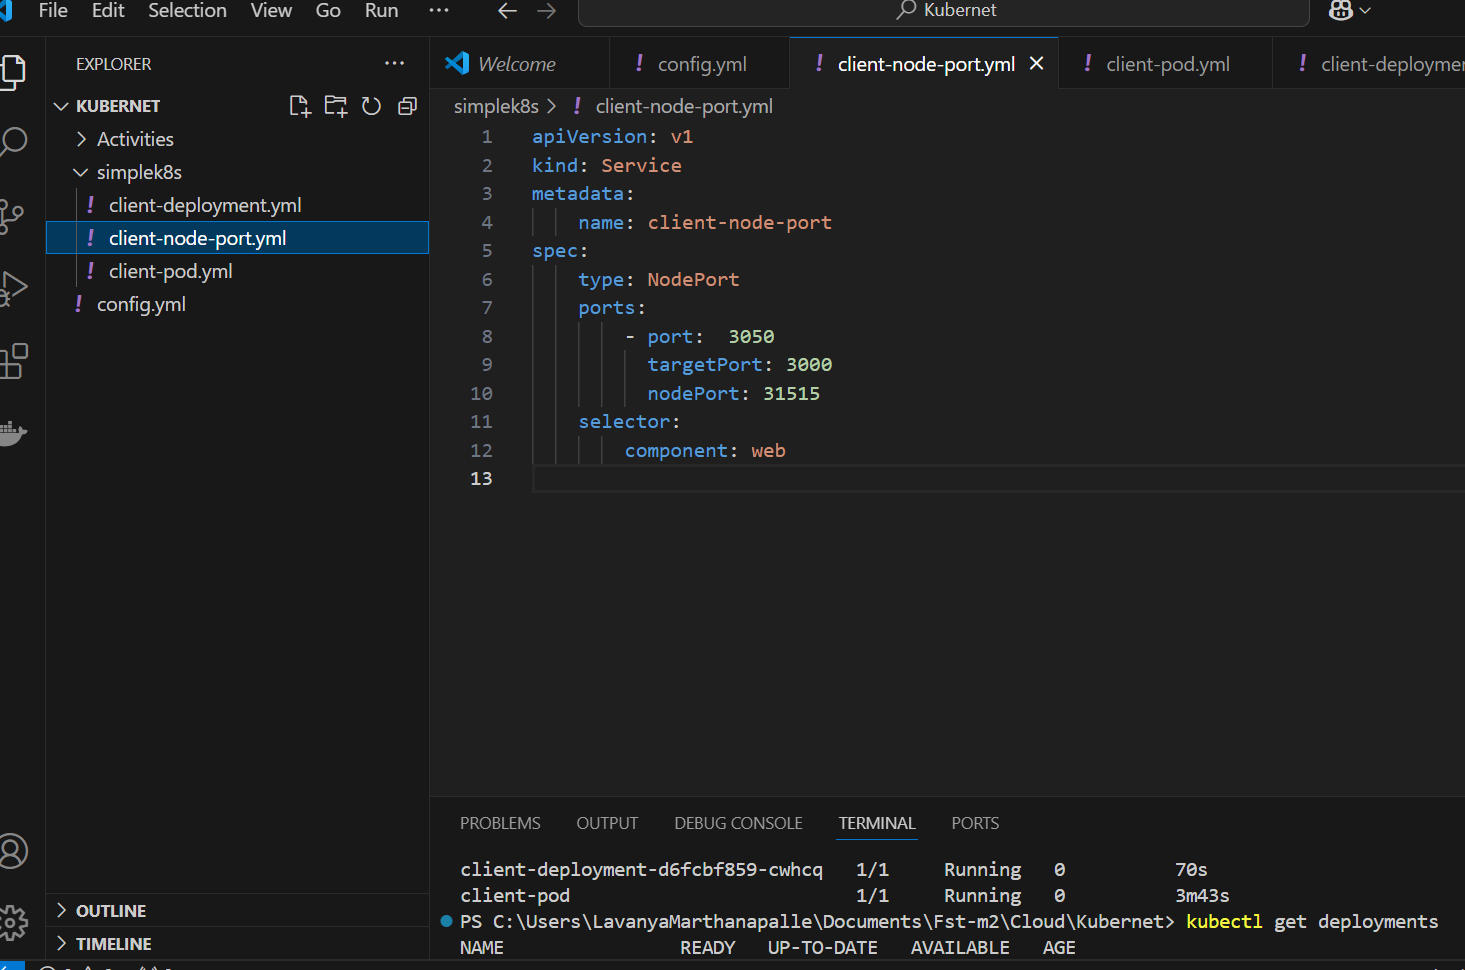 File Edit Selection View Go Run ··· Kubernet
EXPLORER ···
KUBERNET
Activities
simplek8s
! client-deployment.yml
! client-node-port.yml
! client-pod.yml
! config.yml
OUTLINE
TIMELINE
Welcome ! config.yml ! client-node-port.yml ! client-pod.yml ! client-deploymen
simplek8s > ! client-node-port.yml
1 apiVersion: v1
2 kind: Service
3 metadata:
4 name: client-node-port
5 spec:
6 type: NodePort
7 ports:
8 - port:  3050
9 targetPort: 3000
10 nodePort: 31515
11 selector:
12 component: web
13
PROBLEMS OUTPUT DEBUG CONSOLE TERMINAL PORTS
client-deployment-d6fcbf859-cwhcq 1/1 Running 0 70s
client-pod 1/1 Running 0 3m43s
PS C:\Users\LavanyaMarthanapalle\Documents\Fst-m2\Cloud\Kubernet> kubectl get deployments
NAME READY UP-TO-DATE AVAILABLE AGE